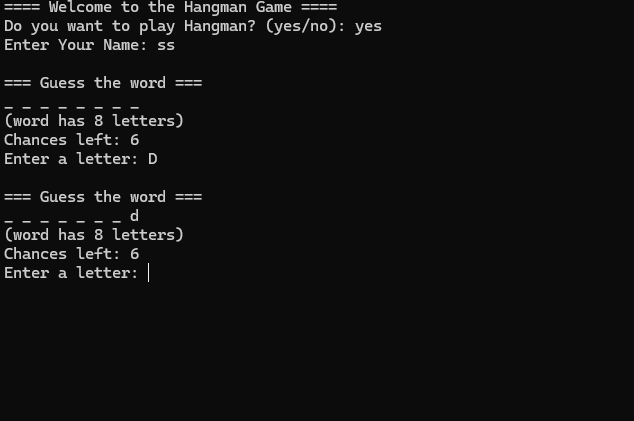 ==== Welcome to the Hangman Game ====
Do you want to play Hangman? (yes/no): yes
Enter Your Name: ss
=== Guess the word ===
_ _ _ _ _ _ _ _
(word has 8 letters)
Chances left: 6
Enter a letter: D
=== Guess the word ===
_ _ _ _ _ _ _ d
(word has 8 letters)
Chances left: 6
Enter a letter: